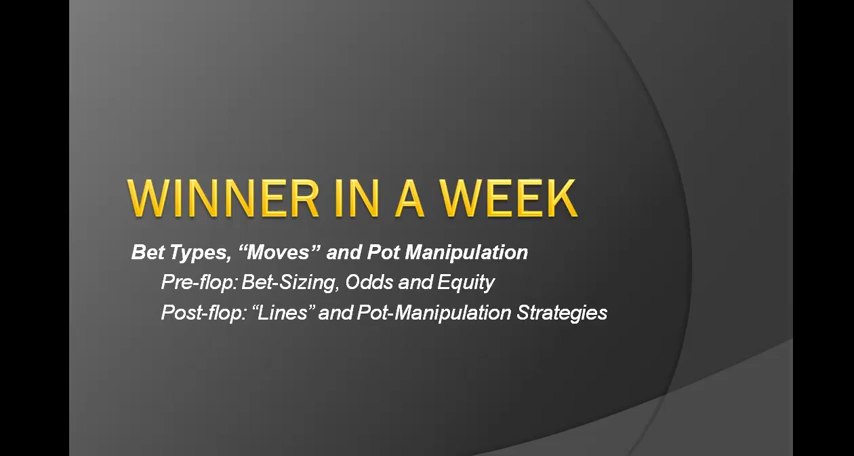 WINNER IN A WEEK
Bet Types, “Moves” and Pot Manipulation
Pre-flop: Bet-Sizing, Odds and Equity
Post-flop: “Lines” and Pot-Manipulation Strategies